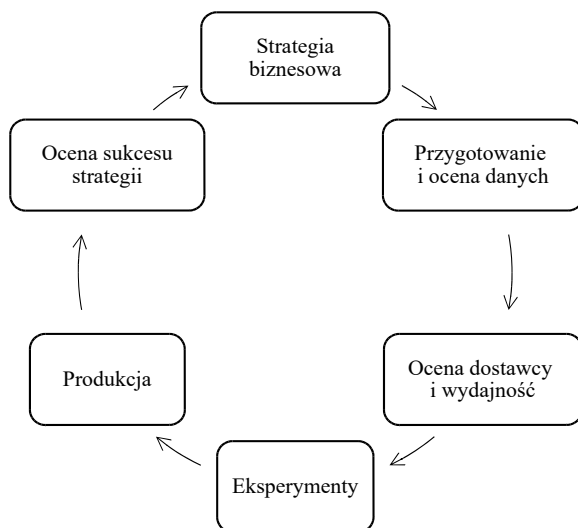 Strategia
biznesowa
Przygotowanie
i ocena danych
Ocena dostawcy
i wydajność
Eksperymenty
Produkcja
Ocena sukcesu
strategii